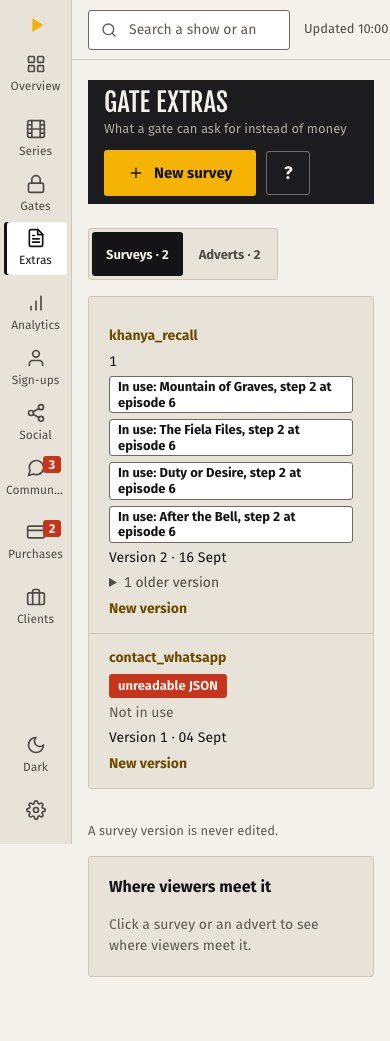 Search a show or an
Updated 10:00
Overview
Series
Gates
Extras
Analytics
Sign-ups
Social
3
Commun...
2
Purchases
Clients
Dark
GATE EXTRAS
What a gate can ask for instead of money
+ New survey
?
Surveys · 2
Adverts · 2
khanya_recall
1
In use: Mountain of Graves, step 2 at
episode 6
In use: The Fiela Files, step 2 at
episode 6
In use: Duty or Desire, step 2 at
episode 6
In use: After the Bell, step 2 at
episode 6
Version 2 · 16 Sept
▶ 1 older version
New version
contact_whatsapp
unreadable JSON
Not in use
Version 1 · 04 Sept
New version
A survey version is never edited.
Where viewers meet it
Click a survey or an advert to see
where viewers meet it.